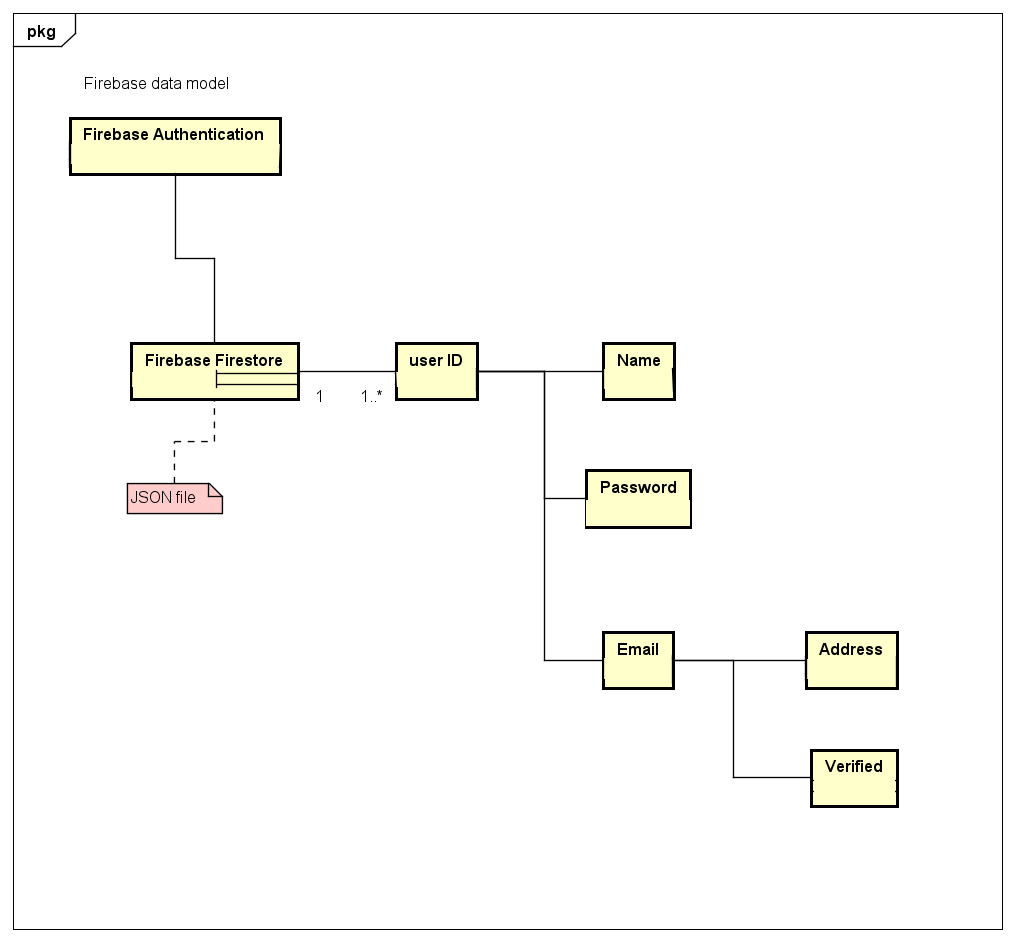 pkg
Firebase data model
Firebase Authentication
Firebase Firestore
1
1..*
user ID
Name
JSON file
Password
Email
Address
Verified